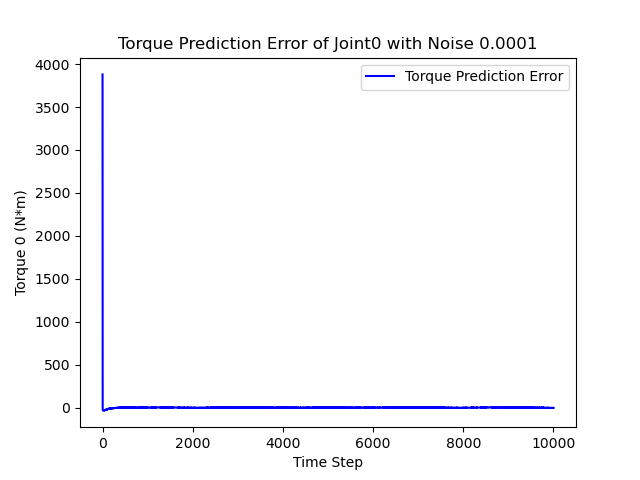 Torque Prediction Error of Joint0 with Noise 0.0001
Torque Prediction Error
4000
3500
3000
2500
2000
1500
1000
500
0
Torque 0 (N*m)
0 2000 4000 6000 8000 10000
Time Step